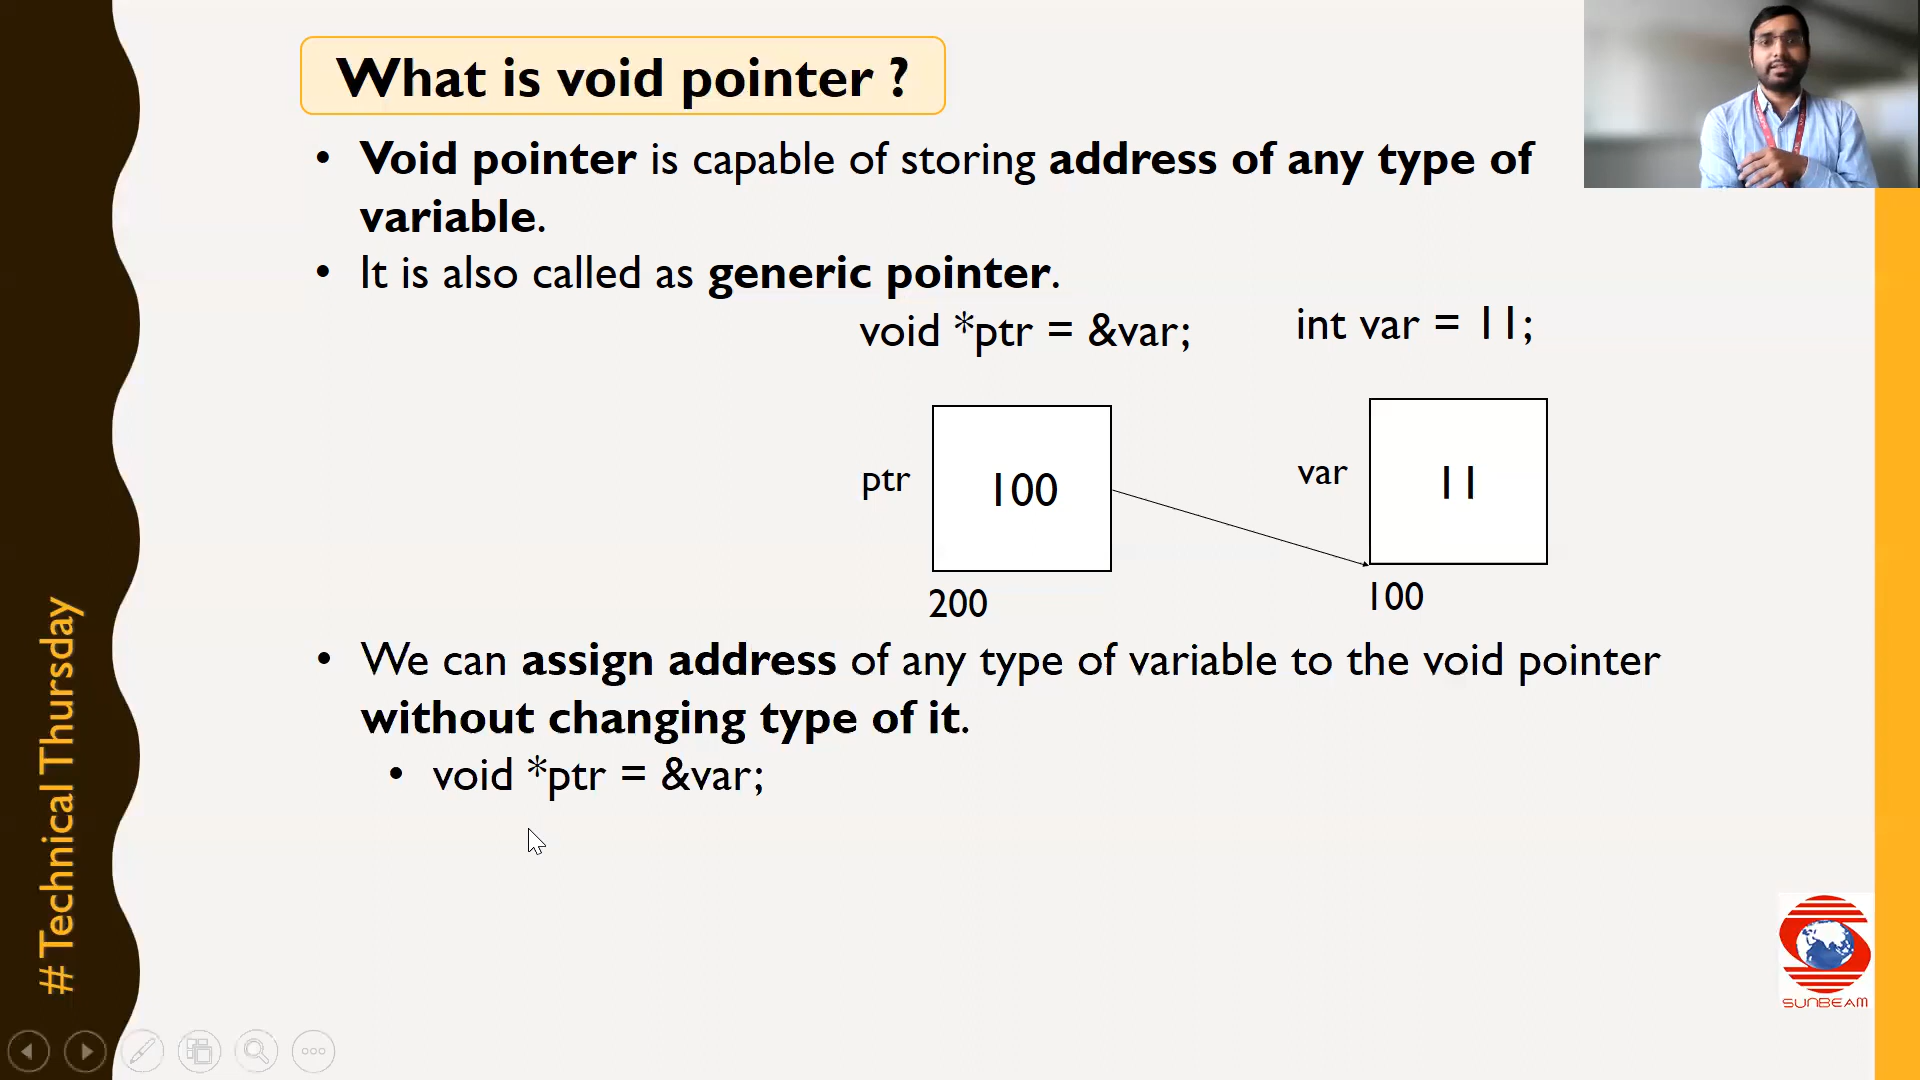 What is void pointer ?
• Void pointer is capable of storing address of any type of
variable.
• It is also called as generic pointer.
void *ptr = &var;
int var = 11;
ptr
100
var
11
200
100
• We can assign address of any type of variable to the void pointer
without changing type of it.
• void *ptr = &var;
# Technical Thursday
SUNBEAM